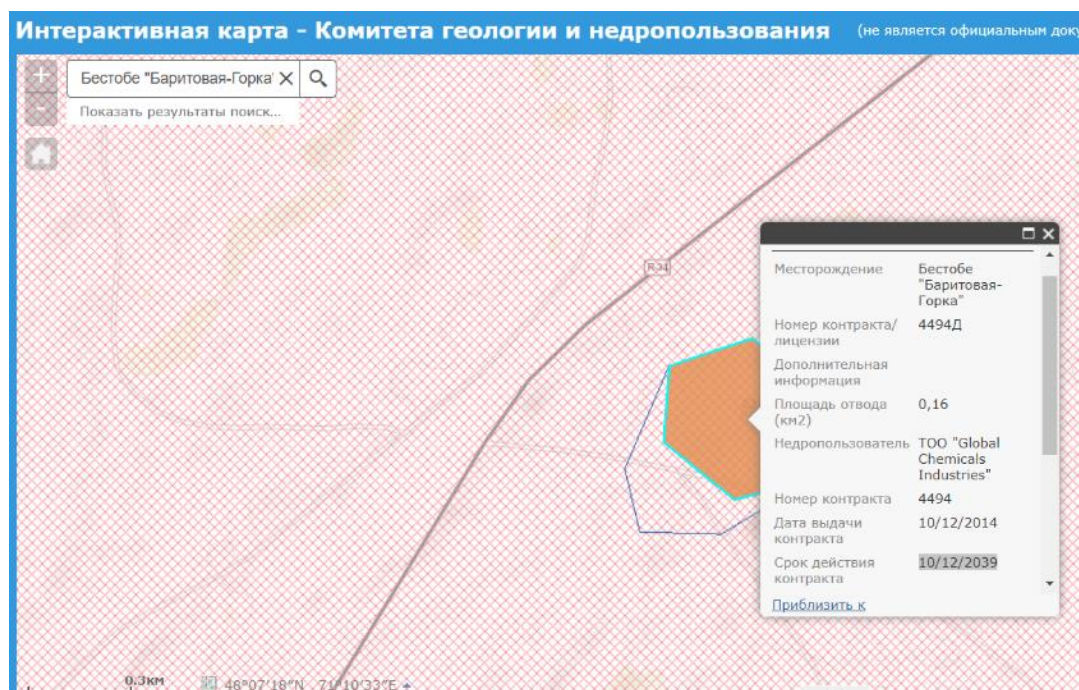 Интерактивная карта - Комитета геологии и недропользования (не является официальным доку
+
Бестобе "Баритовая-Горка"
-
Показать результаты поиск...
R-31
Месторождение Бестобе
"Баритовая-
Горка"
Номер контракта/ 4494Д
лицензии
Дополнительная
информация
Площадь отвода 0,16
(км2)
Недропользователь ТОО "Global
Chemicals
Industries"
Номер контракта 4494
Дата выдачи 10/12/2014
контракта
Срок действия 10/12/2039
контракта
Приблизить к
0.3км 48°07'18"N 71°10'33"E